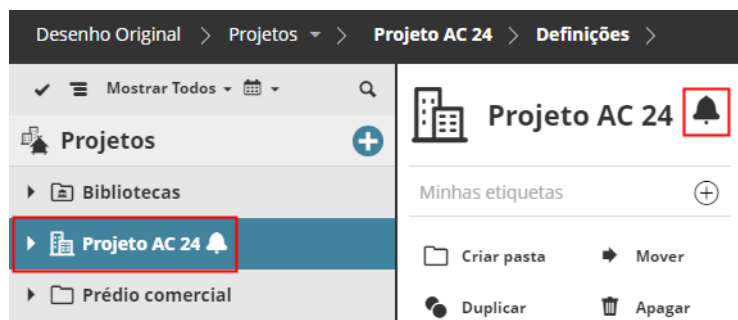 Desenho Original > Projetos > Projeto AC 24 > Definições >
Mostrar Todos
Projetos
Bibliotecas
Projeto AC 24
Prédio comercial
Projeto AC 24
Minhas etiquetas
Criar pasta Mover
Duplicar Apagar